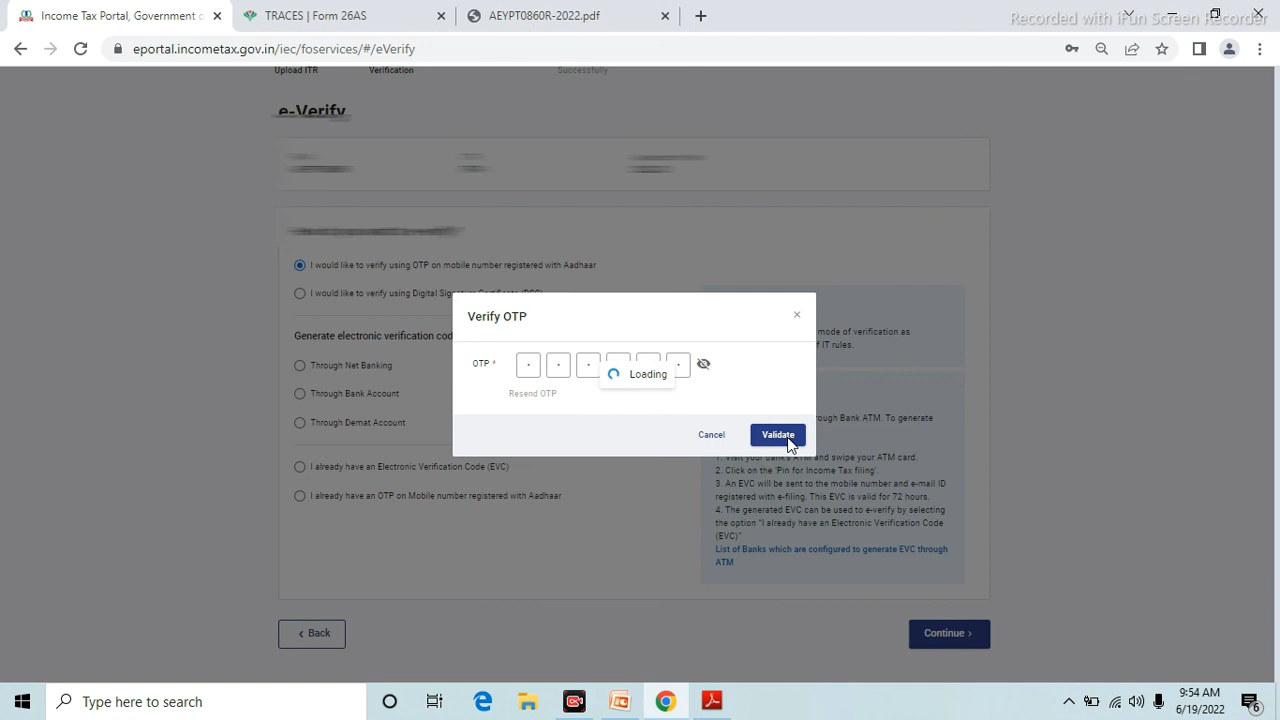 Income Tax Portal, Government o
TRACES | Form 26AS
AEYPT0860R-2022.pdf
Recorded with iFun Screen Recorder
eportal.incometax.gov.in/iec/foservices/#/eVerify
Upload ITR
Verification
Successfully
e-Verify
I would like to verify using OTP on mobile number registered with Aadhaar
I would like to verify using Digital Signature Certificate (DSC)
Generate electronic verification cod
Through Net Banking
Through Bank Account
Through Demat Account
I already have an Electronic Verification Code (EVC)
I already have an OTP on Mobile number registered with Aadhaar
Verify OTP
OTP *
Loading
Resend OTP
Cancel
Validate
mode of verification as
IT rules.
rough Bank ATM. To generate
1. Visit your bank's ATM and swipe your ATM card.
2. Click on the 'Pin for Income Tax filing'.
3. An EVC will be sent to the mobile number and e-mail ID
registered with e-filing. This EVC is valid for 72 hours.
4. The generated EVC can be used to e-verify by selecting
the option "I already have an Electronic Verification Code
(EVC)"
List of Banks which are configured to generate EVC through
ATM
Back
Continue
Type here to search
9:54 AM
6/19/2022
6